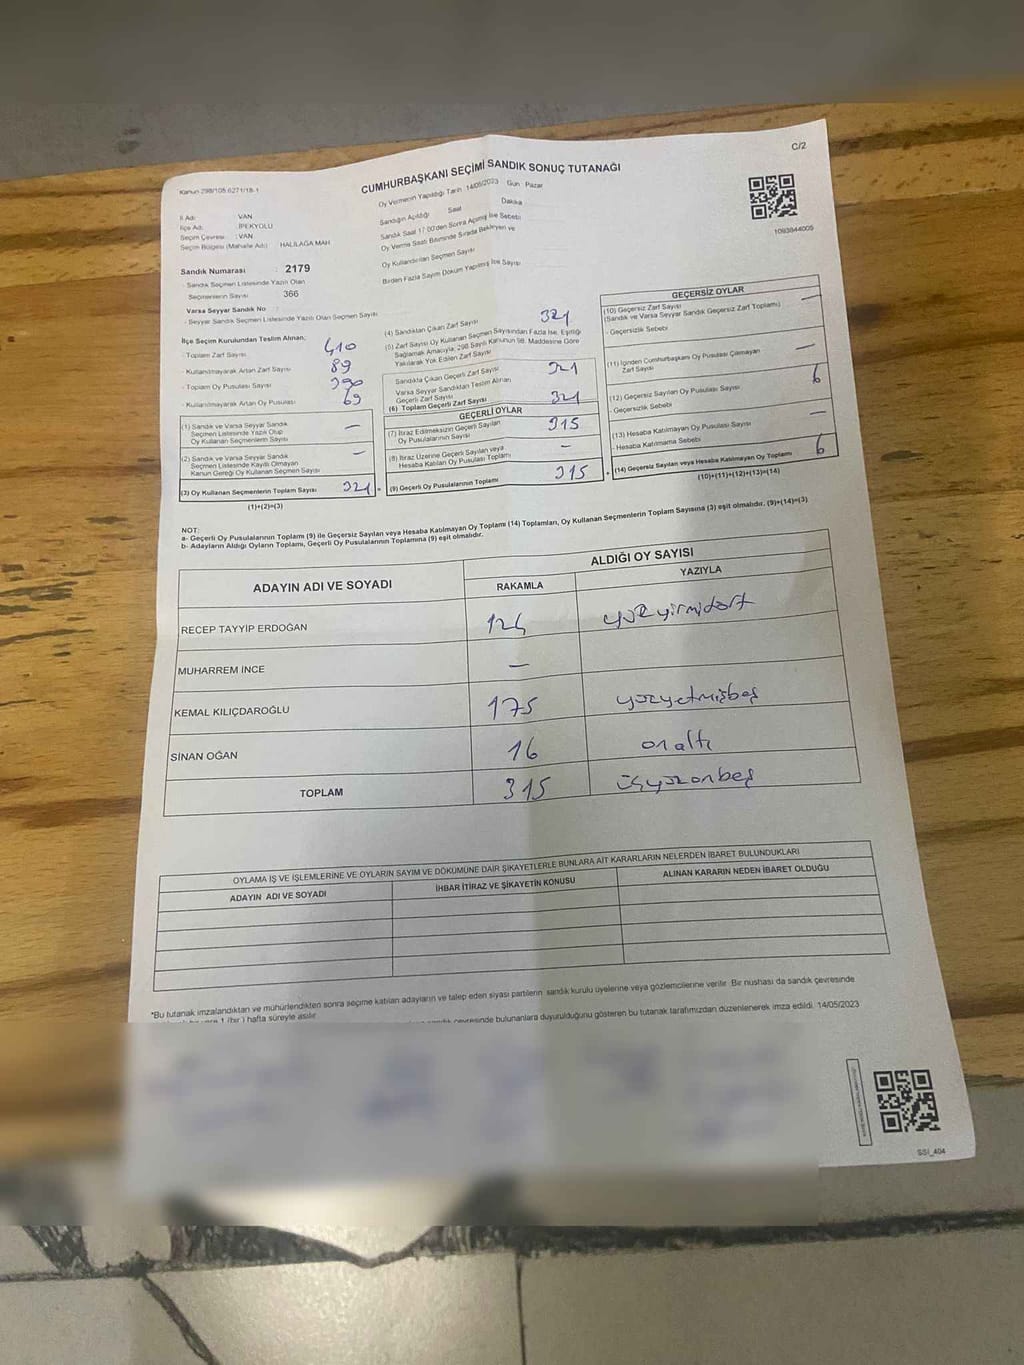 C/2
Kanun 298/105 6271/18-1
CUMHURBAŞKANI SEÇİMİ SANDIK SONUÇ TUTANAĞI
Oy Vermenin Yapıldığı Tarih 14/05/2023 Gün: Pazar
İl Adı : VAN
İlçe Adı : İPEKYOLU
Seçim Çevresi : VAN
Seçim Bölgesi (Mahalle Adı) HALİLAĞA MAH
Sandığın Açıldığı Saat Dakika
Sandık Saat 17.00'den Sonra Açılmış İse Sebebi
Oy Verme Saati Bitiminde Sırada Bekleyen ve
Oy Kullandırılan Seçmen Sayısı
Birden Fazla Sayım Döküm Yapılmış İse Sayısı
1093844005
Sandık Numarası : 2179
- Sandık Seçmen Listesinde Yazılı Olan
Seçmenlerin Sayısı 366
Varsa Seyyar Sandık No :
- Seyyar Sandık Seçmen Listesinde Yazılı Olan Seçmen Sayısı
İlçe Seçim Kurulundan Teslim Alınan;
- Toplam Zarf Sayısı 410
- Kullanılmayarak Artan Zarf Sayısı 89
- Toplam Oy Pusulası Sayısı 390
- Kullanılmayarak Artan Oy Pusulası 69
(1) Sandık ve Varsa Seyyar Sandık
Seçmen Listesinde Yazılı Olup
Oy Kullanan Seçmenlerin Sayısı —
(2) Sandık ve Varsa Seyyar Sandık
Seçmen Listesinde Kayıtlı Olmayan
Kanun Gereği Oy Kullanan Seçmen Sayısı —
(3) Oy Kullanan Seçmenlerin Toplam Sayısı 321 =
(1)+(2)=(3)
(4) Sandıktan Çıkan Zarf Sayısı 321
(5) Zarf Sayısı Oy Kullanan Seçmen Sayısından Fazla İse, Eşitliği
Sağlamak Amacıyla, 298 Sayılı Kanunun 98. Maddesine Göre
Yakılarak Yok Edilen Zarf Sayısı
Sandıkta Çıkan Geçerli Zarf Sayısı 321
Varsa Seyyar Sandıktan Teslim Alınan
Geçerli Zarf Sayısı
(6) Toplam Geçerli Zarf Sayısı 321
GEÇERLİ OYLAR
(7) İtiraz Edilmeksizin Geçerli Sayılan
Oy Pusulalarının Sayısı 315
(8) İtiraz Üzerine Geçerli Sayılan veya
Hesaba Katılan Oy Pusulası Toplamı –
(9) Geçerli Oy Pusulalarının Toplamı 315 +
GEÇERSİZ OYLAR
(10) Geçersiz Zarf Sayısı —
(Sandık ve Varsa Seyyar Sandık Geçersiz Zarf Toplamı)
- Geçersizlik Sebebi
(11) İçinden Cumhurbaşkanı Oy Pusulası Çıkmayan
Zarf Sayısı —
(12) Geçersiz Sayılan Oy Pusulası Sayısı 6
- Geçersizlik Sebebi
(13) Hesaba Katılmayan Oy Pusulası Sayısı —
Hesaba Katılmama Sebebi
(14) Geçersiz Sayılan veya Hesaba Katılmayan Oy Toplamı 6
(10)+(11)+(12)+(13)=(14)
NOT:
a- Geçerli Oy Pusulalarının Toplamı (9) ile Geçersiz Sayılan veya Hesaba Katılmayan Oy Toplamı (14) Toplamları, Oy Kullanan Seçmenlerin Toplam Sayısına (3) eşit olmalıdır. (9)+(14)=(3)
b- Adayların Aldığı Oyların Toplamı, Geçerli Oy Pusulalarının Toplamına (9) eşit olmalıdır.
ADAYIN ADI VE SOYADI ALDIĞI OY SAYISI
RAKAMLA YAZIYLA
RECEP TAYYİP ERDOĞAN 124 yüzyirmidört
MUHARREM İNCE —
KEMAL KILIÇDAROĞLU 175 yüzyetmişbeş
SİNAN OĞAN 16 onaltı
TOPLAM 315 üçyüzonbeş
OYLAMA İŞ VE İŞLEMLERİNE VE OYLARIN SAYIM VE DÖKÜMÜNE DAİR ŞİKAYETLERLE BUNLARA AİT KARARLARIN NELERDEN İBARET BULUNDUKLARI
ADAYIN ADI VE SOYADI İHBAR İTİRAZ VE ŞİKAYETİN KONUSU ALINAN KARARIN NEDEN İBARET OLDUĞU
*Bu tutanak imzalandıktan ve mühürlendikten sonra seçime katılan adayların ve talep eden siyasi partilerin sandık kurulu üyelerine veya gözlemcilerine verilir. Bir nüshası da sandık çevresinde
1 (bir) hafta süreyle asılır.
çevresinde bulunanlara duyurulduğunu gösteren bu tutanak tarafımızdan düzenlenerek imza edildi. 14/05/2023
SSI_404